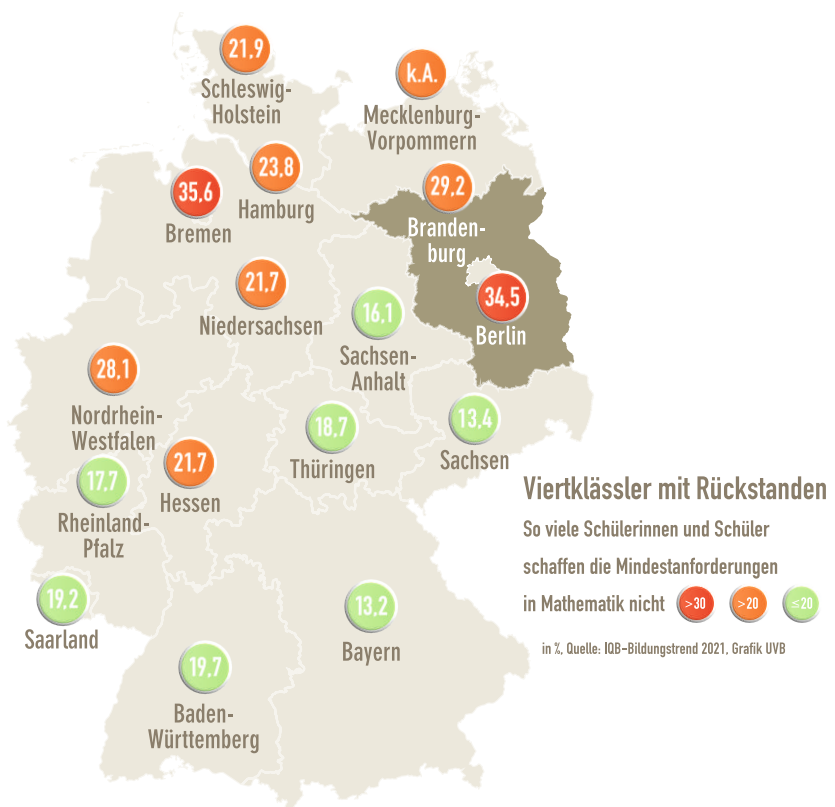 21,9
Schleswig-
Holstein
k.A.
Mecklenburg-
Vorpommern
23,8
Hamburg
35,6
Bremen
29,2
Branden-
burg
21,7
Niedersachsen
16,1
Sachsen-
Anhalt
34,5
Berlin
28,1
Nordrhein-
Westfalen
18,7
Thüringen
13,4
Sachsen
21,7
Hessen
17,7
Rheinland-
Pfalz
19,2
Saarland
13,2
Bayern
19,7
Baden-
Württemberg
Viertklässler mit Rückstanden
So viele Schülerinnen und Schüler
schaffen die Mindestanforderungen
in Mathematik nicht >30 >20 ≤20
in %, Quelle: IQB-Bildungstrend 2021, Grafik UVB